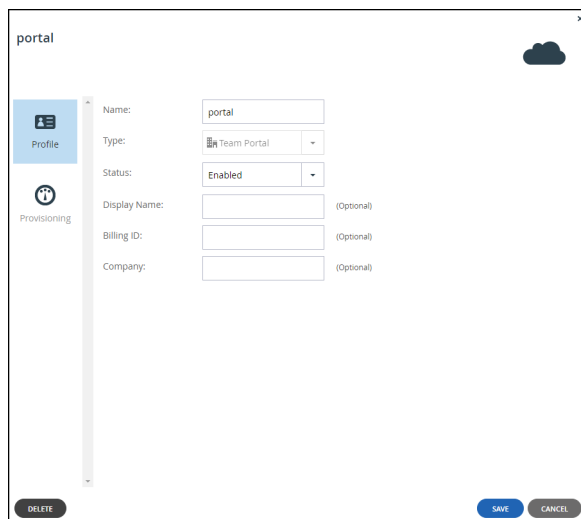 ×
portal
Profile
Provisioning
Name: portal
Type: Team Portal
Status: Enabled
Display Name: (Optional)
Billing ID: (Optional)
Company: (Optional)
DELETE SAVE CANCEL